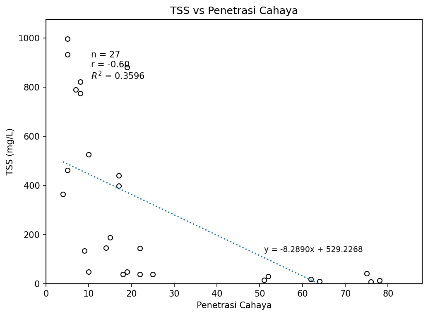 TSS vs Penetrasi Cahaya
1000
800
600
400
200
0
TSS (mg/L)
n = 27
r = -0.60
R² = 0.3596
y = -8.2890x + 529.2268
0 10 20 30 40 50 60 70 80
Penetrasi Cahaya